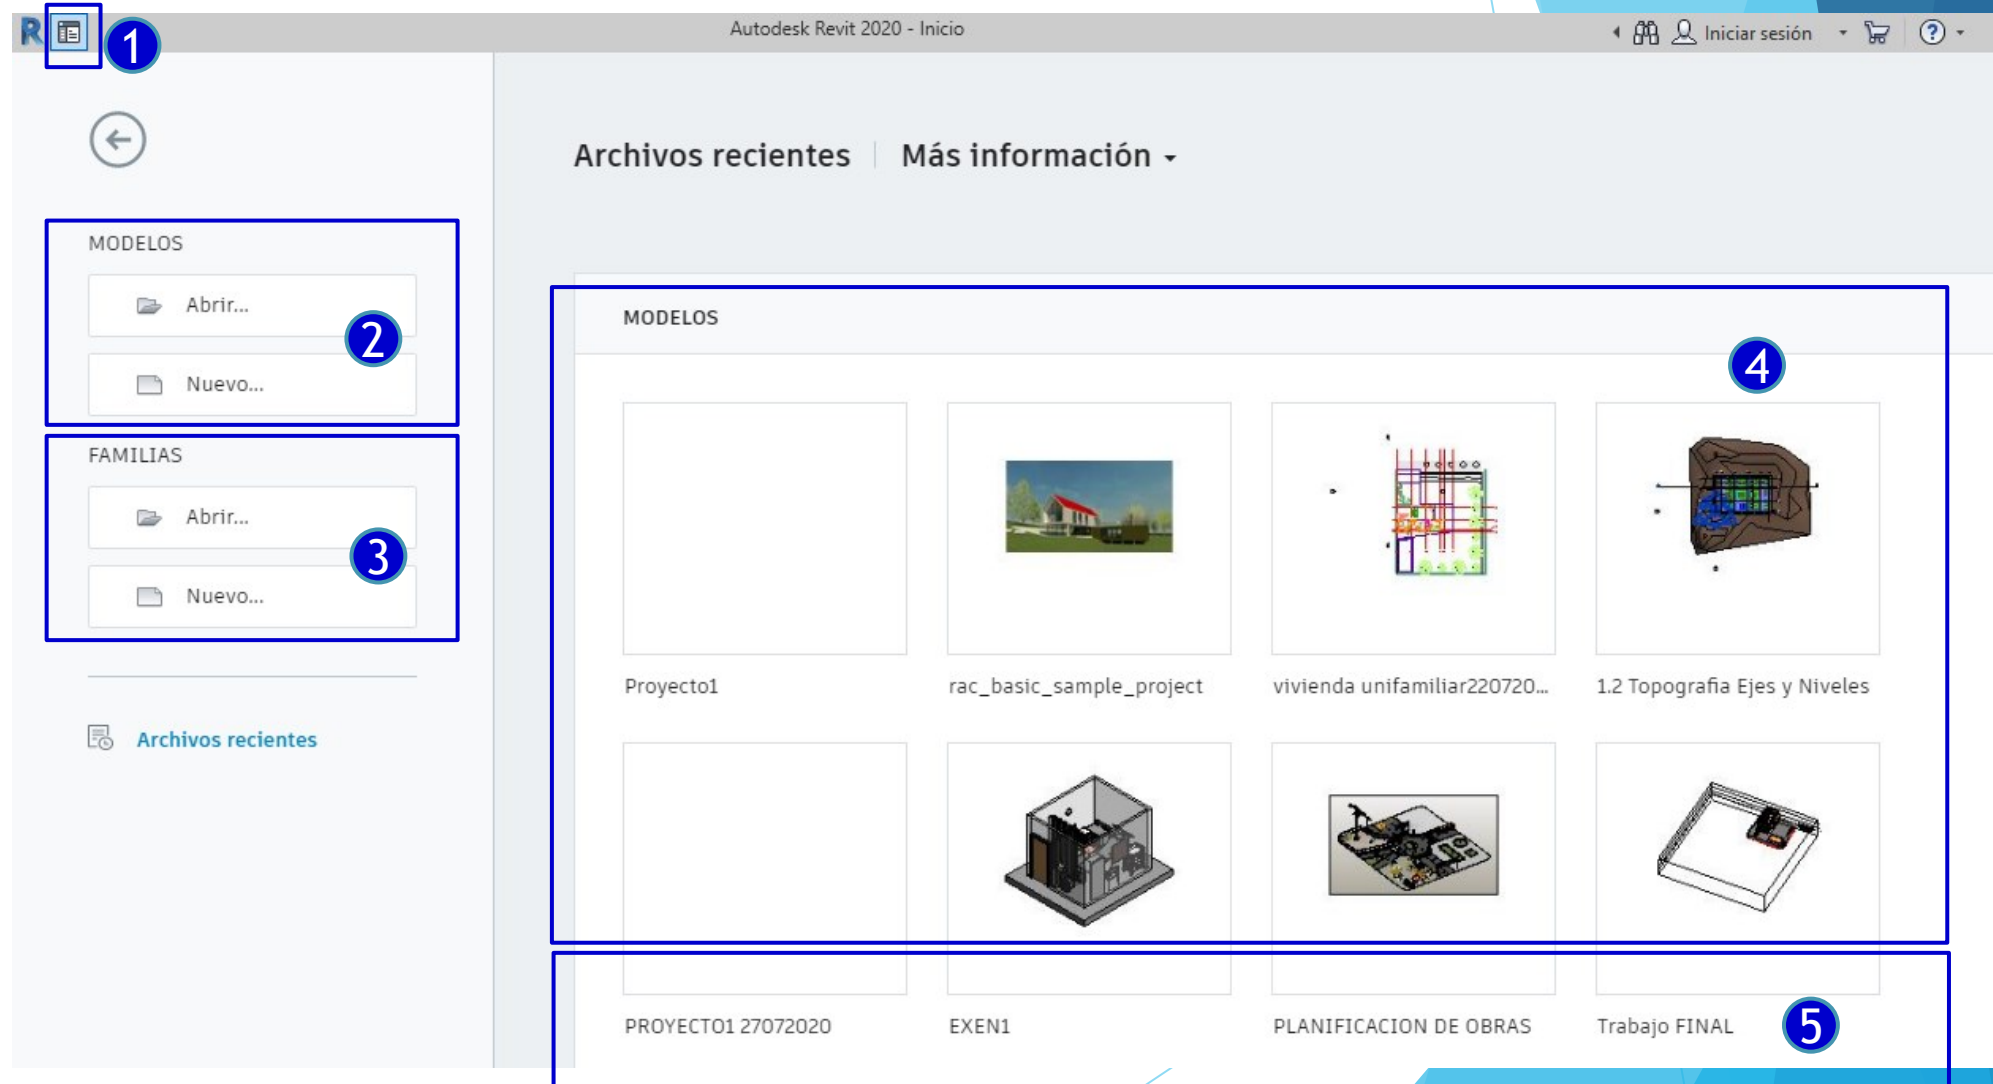 R
1
Autodesk Revit 2020 - Inicio
Iniciar sesión
?
Archivos recientes
Más información
MODELOS
Abrir...
2
Nuevo...
FAMILIAS
Abrir...
3
Nuevo...
Archivos recientes
MODELOS
4
Proyecto1
rac_basic_sample_project
vivienda unifamiliar220720...
1.2 Topografia Ejes y Niveles
PROYECTO1 27072020
EXEN1
PLANIFICACION DE OBRAS
Trabajo FINAL
5